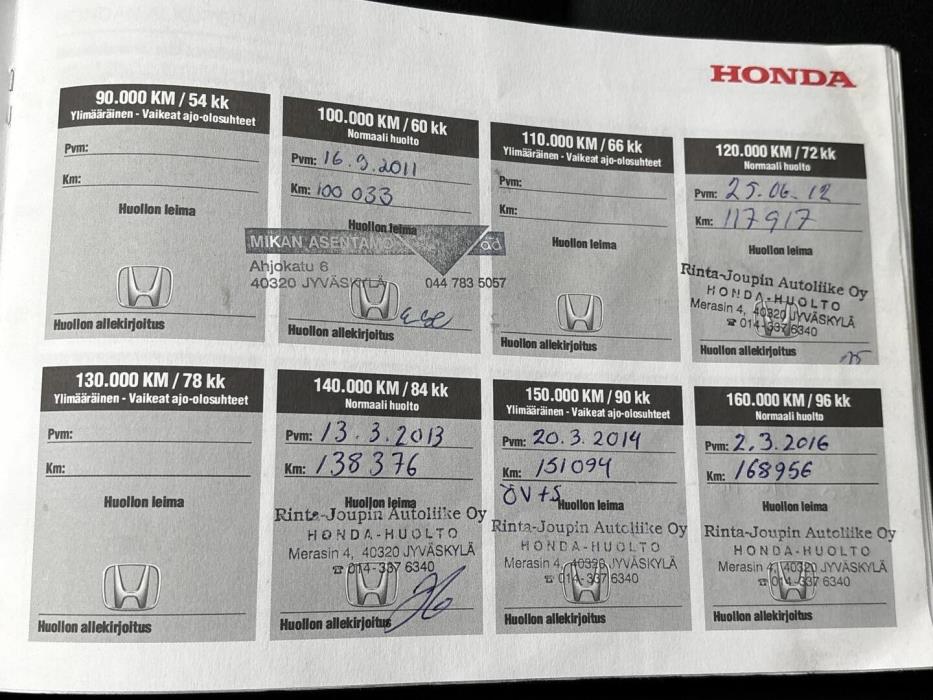 HONDA
90.000 KM / 54 kk
Ylimääräinen - Vaikeat ajo-olosuhteet
Pvm:
Km:
Huollon leima
Huollon allekirjoitus
100.000 KM / 60 kk
Normaali huolto
Pvm: 16.9.2011
Km: 100 033
Huollon leima
MIKAN ASENTAMO ad
Ahjokatu 6
40320 JYVÄSKYLÄ 044 783 5057
Huollon allekirjoitus
110.000 KM / 66 kk
Ylimääräinen - Vaikeat ajo-olosuhteet
Pvm:
Km:
Huollon leima
Huollon allekirjoitus
120.000 KM / 72 kk
Normaali huolto
Pvm: 25.06.12
Km: 117917
Huollon leima
Rinta-Joupin Autoliike Oy
HONDA-HUOLTO
Merasin 4, 40320 JYVÄSKYLÄ
☎ 014-337 6340
Huollon allekirjoitus
130.000 KM / 78 kk
Ylimääräinen - Vaikeat ajo-olosuhteet
Pvm:
Km:
Huollon leima
Huollon allekirjoitus
140.000 KM / 84 kk
Normaali huolto
Pvm: 13.3.2013
Km: 138376
Huollon leima
Rinta-Joupin Autoliike Oy
HONDA-HUOLTO
Merasin 4, 40320 JYVÄSKYLÄ
☎ 014-337 6340
Huollon allekirjoitus
150.000 KM / 90 kk
Ylimääräinen - Vaikeat ajo-olosuhteet
Pvm: 20.3.2014
Km: 151094
ÖV+S
Huollon leima
Rinta-Joupin Autoliike Oy
HONDA-HUOLTO
Merasin 4, 40320 JYVÄSKYLÄ
☎ 014-337 6340
Huollon allekirjoitus
160.000 KM / 96 kk
Normaali huolto
Pvm: 2.3.2016
Km: 168956
Huollon leima
Rinta-Joupin Autoliike Oy
HONDA-HUOLTO
Merasin 4, 40320 JYVÄSKYLÄ
☎ 014-337 6340
Huollon allekirjoitus